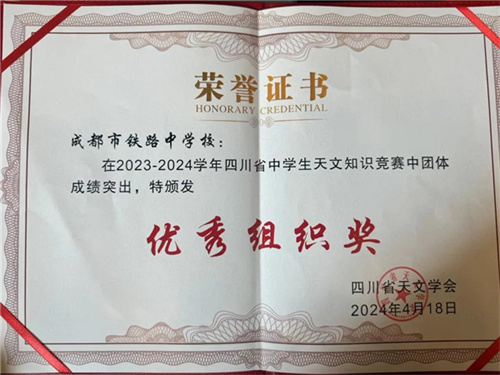 荣誉证书
HONORARY CREDENTIAL
成都市铁路中学校：
在2023-2024学年四川省中学生天文知识竞赛中团体
成绩突出，特颁发
优秀组织奖
四川省天文学会
2024年4月18日